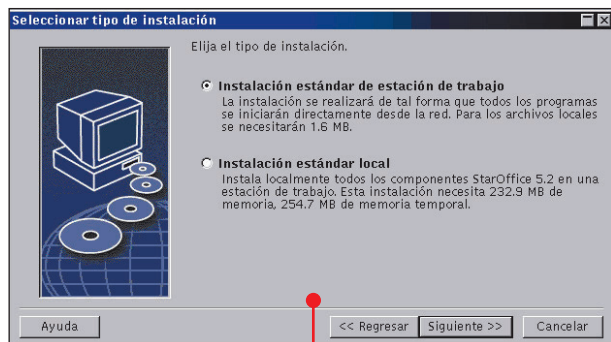 Seleccionar tipo de instalación
Elija el tipo de instalación.
Instalación estándar de estación de trabajo
La instalación se realizará de tal forma que todos los programas
se iniciarán directamente desde la red. Para los archivos locales
se necesitarán 1.6 MB.
Instalación estándar local
Instala localmente todos los componentes StarOffice 5.2 en una
estación de trabajo. Esta instalación necesita 232.9 MB de
memoria, 254.7 MB de memoria temporal.
Ayuda
<< Regresar
Siguiente >>
Cancelar